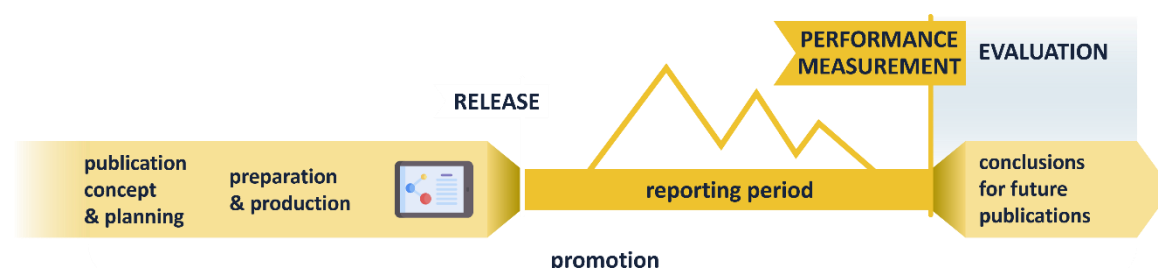 PERFORMANCE
MEASUREMENT
EVALUATION
RELEASE
publication
concept
& planning
preparation
& production
reporting period
conclusions
for future
publications
promotion